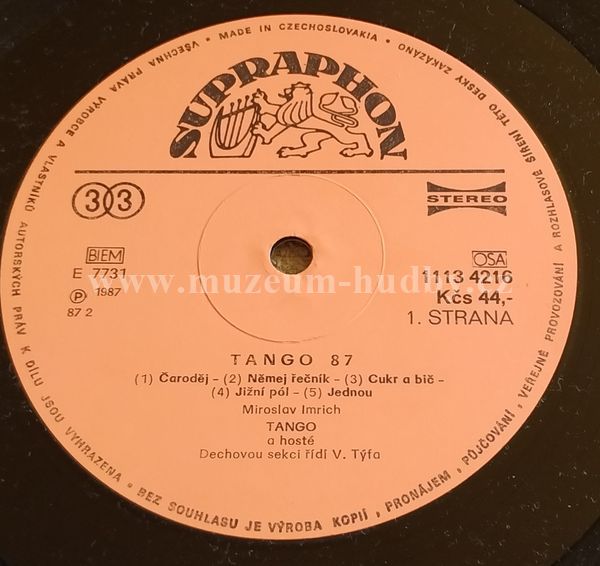 VŠECHNA PRÁVA VÝROBCE A VLASTNÍKŮ AUTORSKÝCH PRÁV K DÍLU JSOU VYHRAZENA • BEZ SOUHLASU JE VÝROBA KOPIÍ, PRONÁJEM, PŮJČOVÁNÍ, VEŘEJNÉ PROVOZOVÁNÍ A ROZHLASOVÉ ŠÍŘENÍ TÉTO DESKY ZAKÁZÁNO • MADE IN CZECHOSLOVAKIA •
SUPRAPHON
33
STEREO
BIEM
OSA
E 7731
1113 4216
www.muzeum-hudby.cz
Ⓟ 1987
Kčs 44,-
87 2
1. STRANA
TANGO 87
(1) Čaroděj – (2) Němej řečník – (3) Cukr a bič –
(4) Jižní pól – (5) Jednou
Miroslav Imrich
TANGO
a hosté
Dechovou sekci řídí V. Týfa